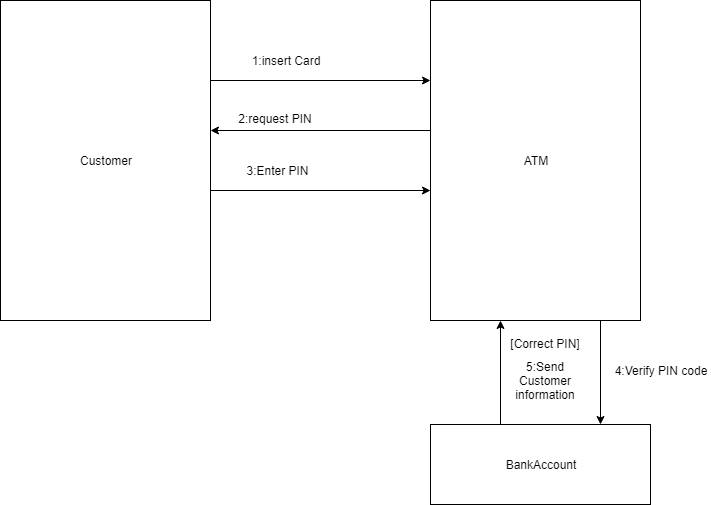 1:insert Card
2:request PIN
Customer
ATM
3:Enter PIN
[Correct PIN]
5:Send
Customer
information
4:Verify PIN code
BankAccount